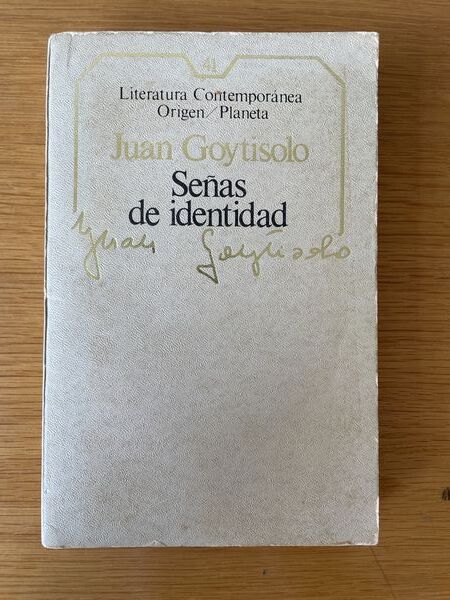 41
Literatura Contemporánea
Origen/Planeta
Juan Goytisolo
Señas
de identidad
Juan Goytisolo